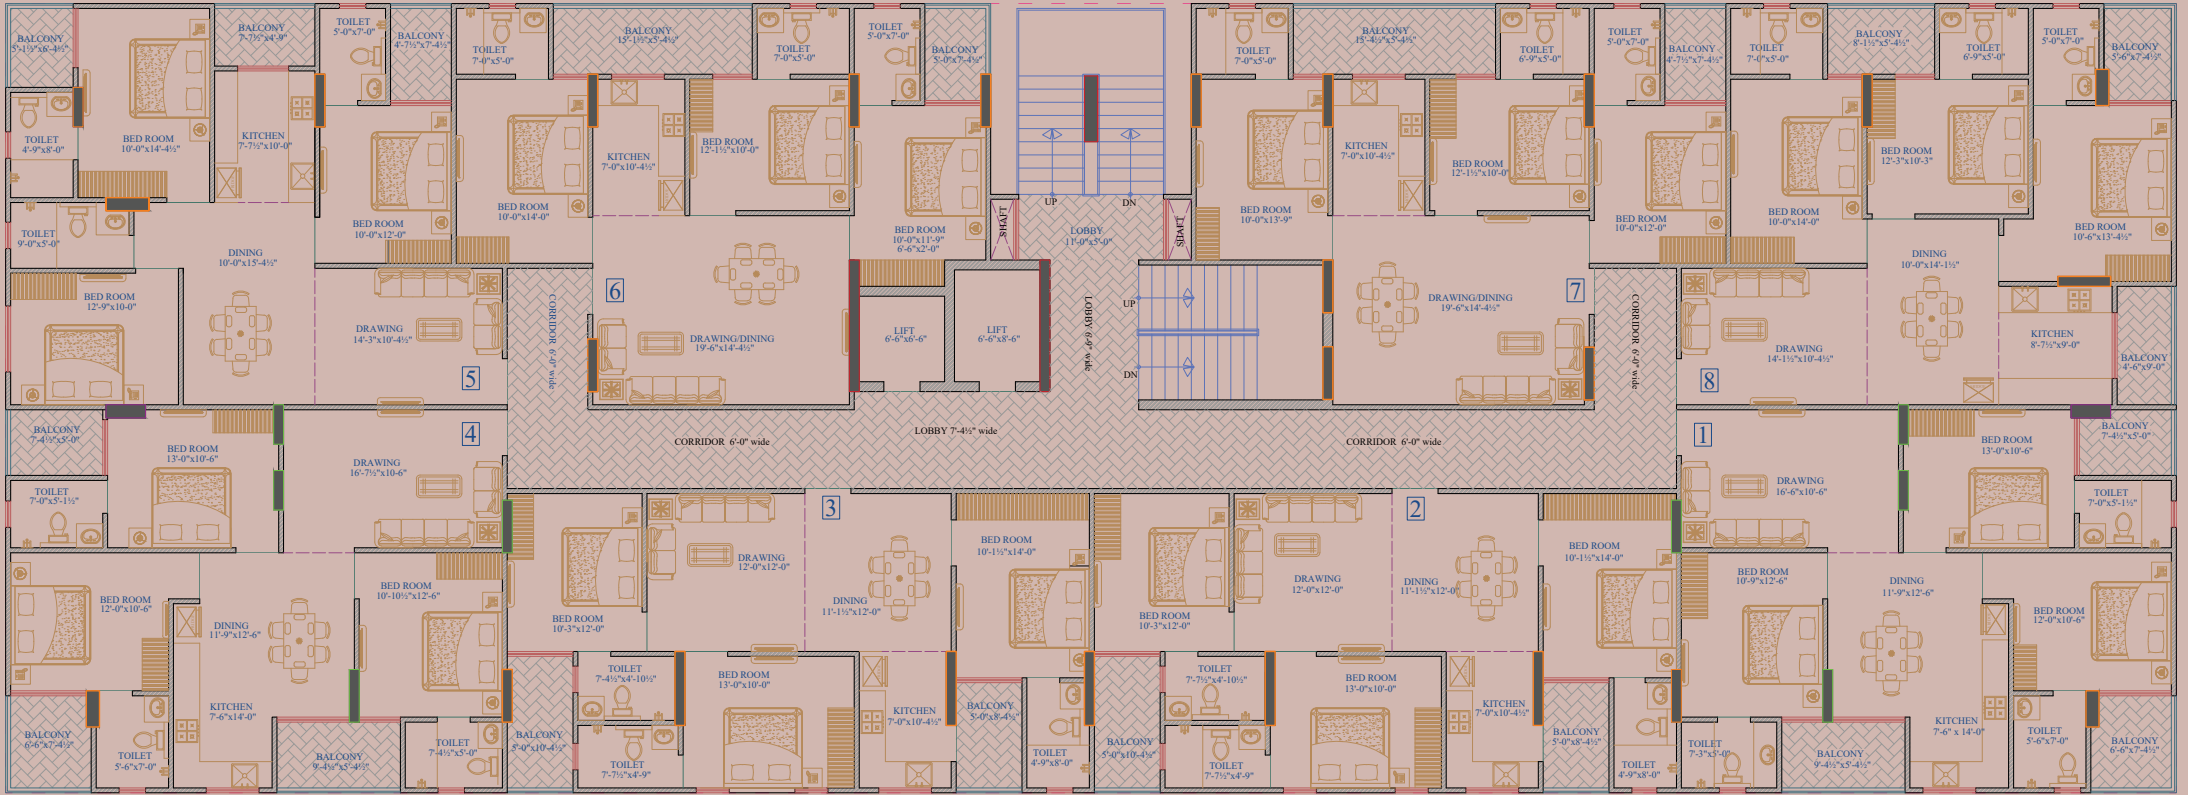 BALCONY
5'-1½"x6'-4½"
BED ROOM
10'-0"x14'-4½"
TOILET
4'-9"x8'-0"
BALCONY
7'-7½"x4'-9"
KITCHEN
7'-7½"x10'-0"
TOILET
5'-0"x7'-0"
BALCONY
4'-7½"x7'-4½"
BED ROOM
10'-0"x12'-0"
TOILET
9'-0"x5'-0"
BED ROOM
12'-9"x10-0"
DINING
10'-0"x15'-4½"
DRAWING
14'-3"x10'-4½"
5
TOILET
7'-0"x5'-0"
BALCONY
15'-1½"x5'-4½"
TOILET
7'-0"x5'-0"
TOILET
5'-0"x7'-0"
BALCONY
5'-0"x7'-4½"
BED ROOM
10'-0"x14'-0"
KITCHEN
7'-0"x10'-4½"
BED ROOM
12'-1½"x10'-0"
BED ROOM
10'-0"x11'-9"
6'-6"x2'-0"
6
DRAWING/DINING
19'-6"x14'-4½"
CORRIDOR 6'-0" wide
LIFT
6'-6"x6'-6"
LIFT
6'-6"x8'-6"
SHAFT
UP
DN
LOBBY
11'-0"x5'-0"
SHAFT
LOBBY 6'-9" wide
UP
DN
TOILET
7'-0"x5'-0"
BALCONY
15'-4½"x5'-4½"
TOILET
6'-9"x5'-0"
TOILET
5'-0"x7'-0"
BALCONY
4'-7½"x7'-4½"
BED ROOM
10'-0"x13'-9"
KITCHEN
7'-0"x10'-4½"
BED ROOM
12'-1½"x10'-0"
BED ROOM
10'-0"x12'-0"
DRAWING/DINING
19'-6"x14'-4½"
7
CORRIDOR 6'-0" wide
TOILET
7'-0"x5'-0"
BALCONY
8'-1½"x5'-4½"
TOILET
6'-9"x5'-0"
TOILET
5'-0"x7'-0"
BALCONY
5'-6"x7'-4½"
BED ROOM
10'-0"x14'-0"
BED ROOM
12'-3"x10'-3"
BED ROOM
10'-6"x13'-4½"
DINING
10'-0"x14'-1½"
KITCHEN
8'-7½"x9'-0"
DRAWING
14'-1½"x10'-4½"
BALCONY
4'-6"x9'-0"
8
BALCONY
7'-4½"x5'-0"
BED ROOM
13'-0"x10'-6"
DRAWING
16'-7½"x10-6"
4
TOILET
7'-0"x5'-1½"
BED ROOM
12'-0"x10'-6"
DINING
11'-9"x12'-6"
BED ROOM
10'-10½"x12'-6"
KITCHEN
7'-6"x14'-0"
BALCONY
6'-6"x7'-4½"
TOILET
5'-6"x7'-0"
BALCONY
9'-4½"x5'-4½"
TOILET
7'-4½"x5'-0"
CORRIDOR 6'-0" wide
LOBBY 7'-4½" wide
CORRIDOR 6'-0" wide
BED ROOM
10'-3"x12'-0"
DRAWING
12'-0"x12'-0"
3
DINING
11'-1½"x12'-0"
BED ROOM
10'-1½"x14'-0"
BALCONY
5'-0"x10'-4½"
TOILET
7'-4½"x4'-10½"
TOILET
7'-7½"x4'-9"
BED ROOM
13'-0"x10'-0"
KITCHEN
7'-0"x10'-4½"
BALCONY
5'-0"x8'-4½"
TOILET
4'-9"x8'-0"
BED ROOM
10'-3"x12'-0"
DRAWING
12'-0"x12'-0"
2
DINING
11'-1½"x12'-0"
BED ROOM
10'-1½"x14'-0"
BALCONY
5'-0"x10'-4½"
TOILET
7'-7½"x4'-10½"
TOILET
7'-7½"x4'-9"
BED ROOM
13'-0"x10'-0"
KITCHEN
7'-0"x10'-4½"
BALCONY
5'-0"x8'-4½"
TOILET
4'-9"x8'-0"
1
DRAWING
16'-6"x10'-6"
BED ROOM
13'-0"x10'-6"
BALCONY
7'-4½"x5'-0"
TOILET
7'-0"x5'-1½"
BED ROOM
10'-9"x12'-6"
DINING
11'-9"x12'-6"
BED ROOM
12'-0"x10'-6"
TOILET
7'-3"x5'-0"
BALCONY
9'-4½"x5'-4½"
KITCHEN
7'-6" x 14'-0"
TOILET
5'-6"x7'-0"
BALCONY
6'-6"x7'-4½"